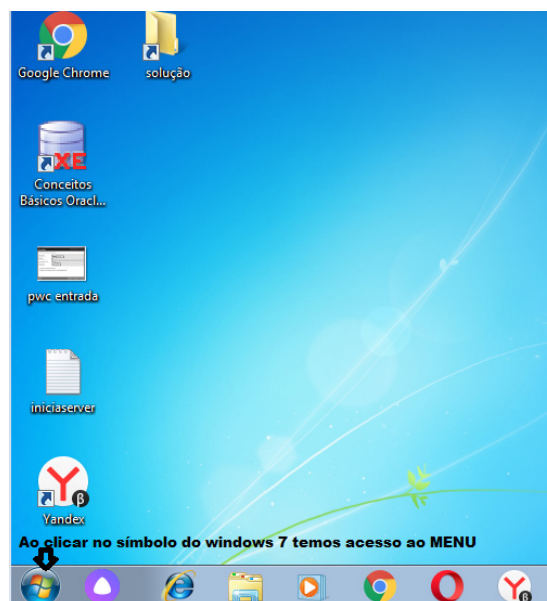 Google Chrome
solução
XE
Conceitos
Básicos Oracl...
pwc entrada
iniciaserver
Yandex
Ao clicar no símbolo do windows 7 temos acesso ao MENU